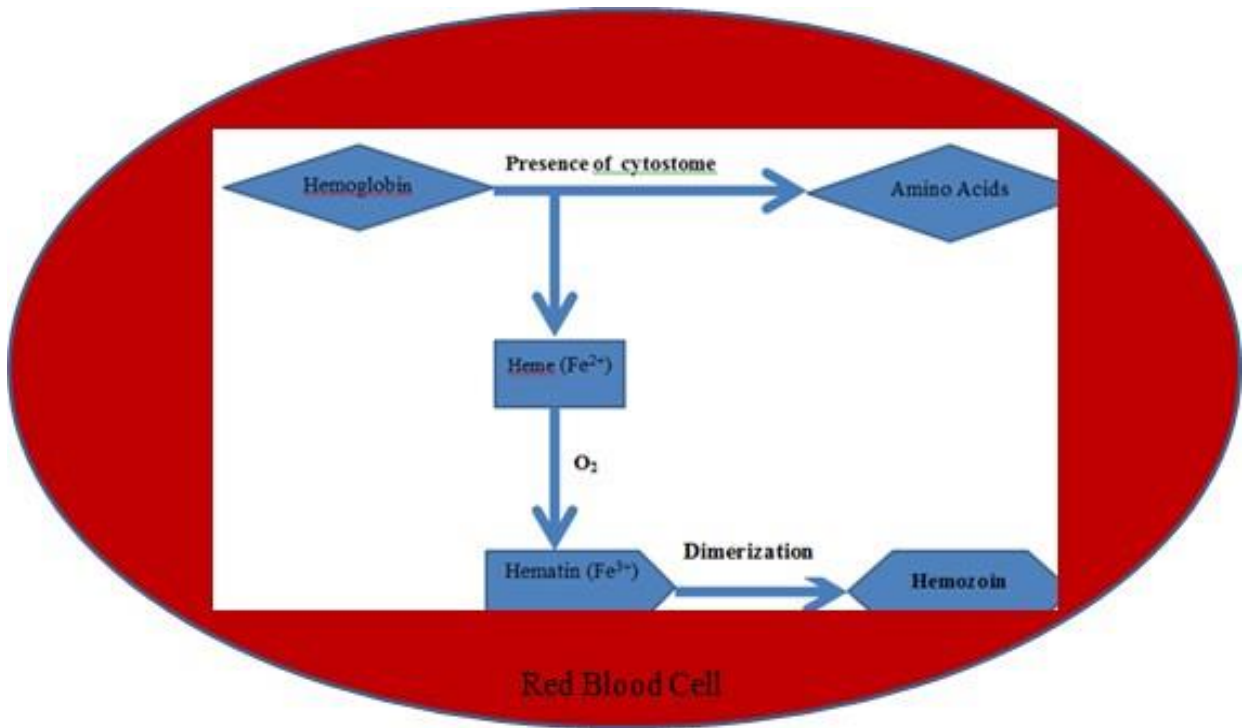 Presence of cytostome
Hemoglobin
Amino Acids
Heme (Fe²⁺)
O₂
Dimerization
Hematin (Fe³⁺)
Hemozoin
Red Blood Cell